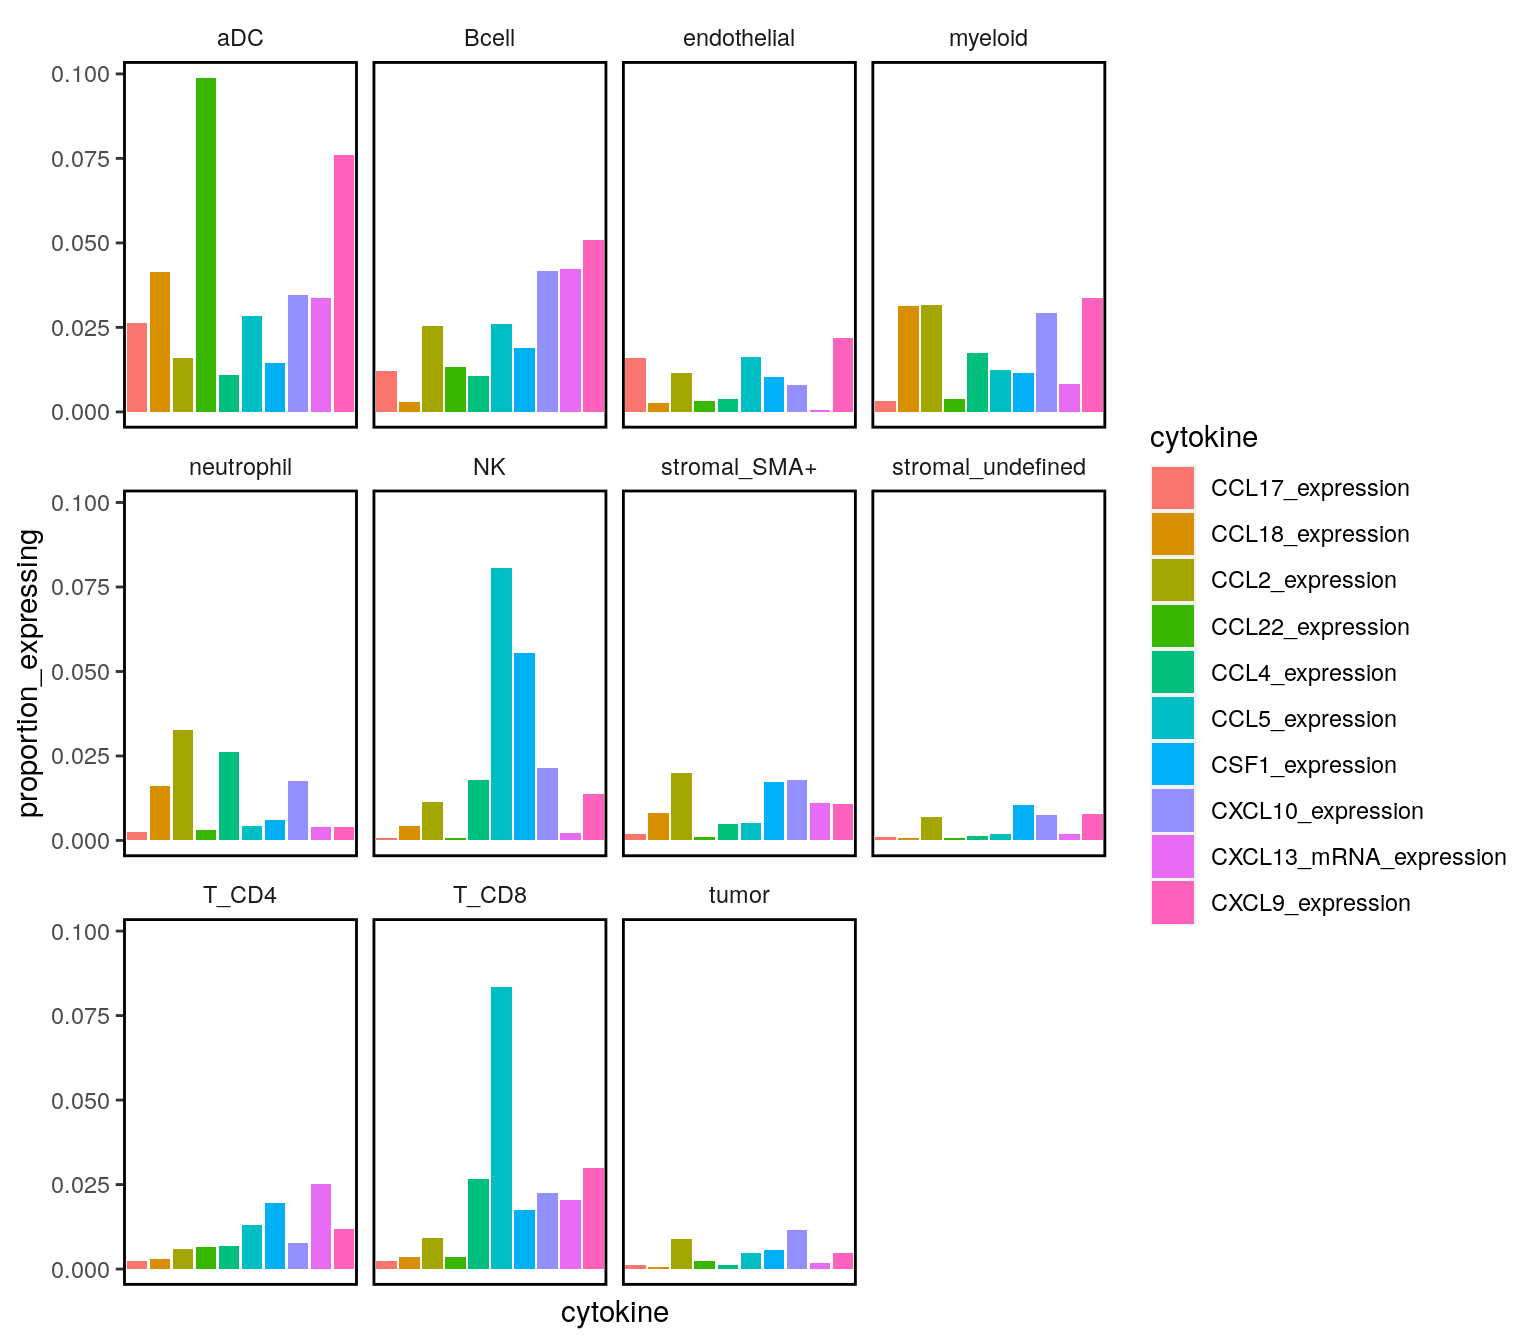 aDC
Bcell
endothelial
myeloid
0.100
0.075
0.050
0.025
0.000
neutrophil
NK
stromal_SMA+
stromal_undefined
0.100
0.075
0.050
0.025
0.000
T_CD4
T_CD8
tumor
0.100
0.075
0.050
0.025
0.000
proportion_expressing
cytokine
cytokine
CCL17_expression
CCL18_expression
CCL2_expression
CCL22_expression
CCL4_expression
CCL5_expression
CSF1_expression
CXCL10_expression
CXCL13_mRNA_expression
CXCL9_expression